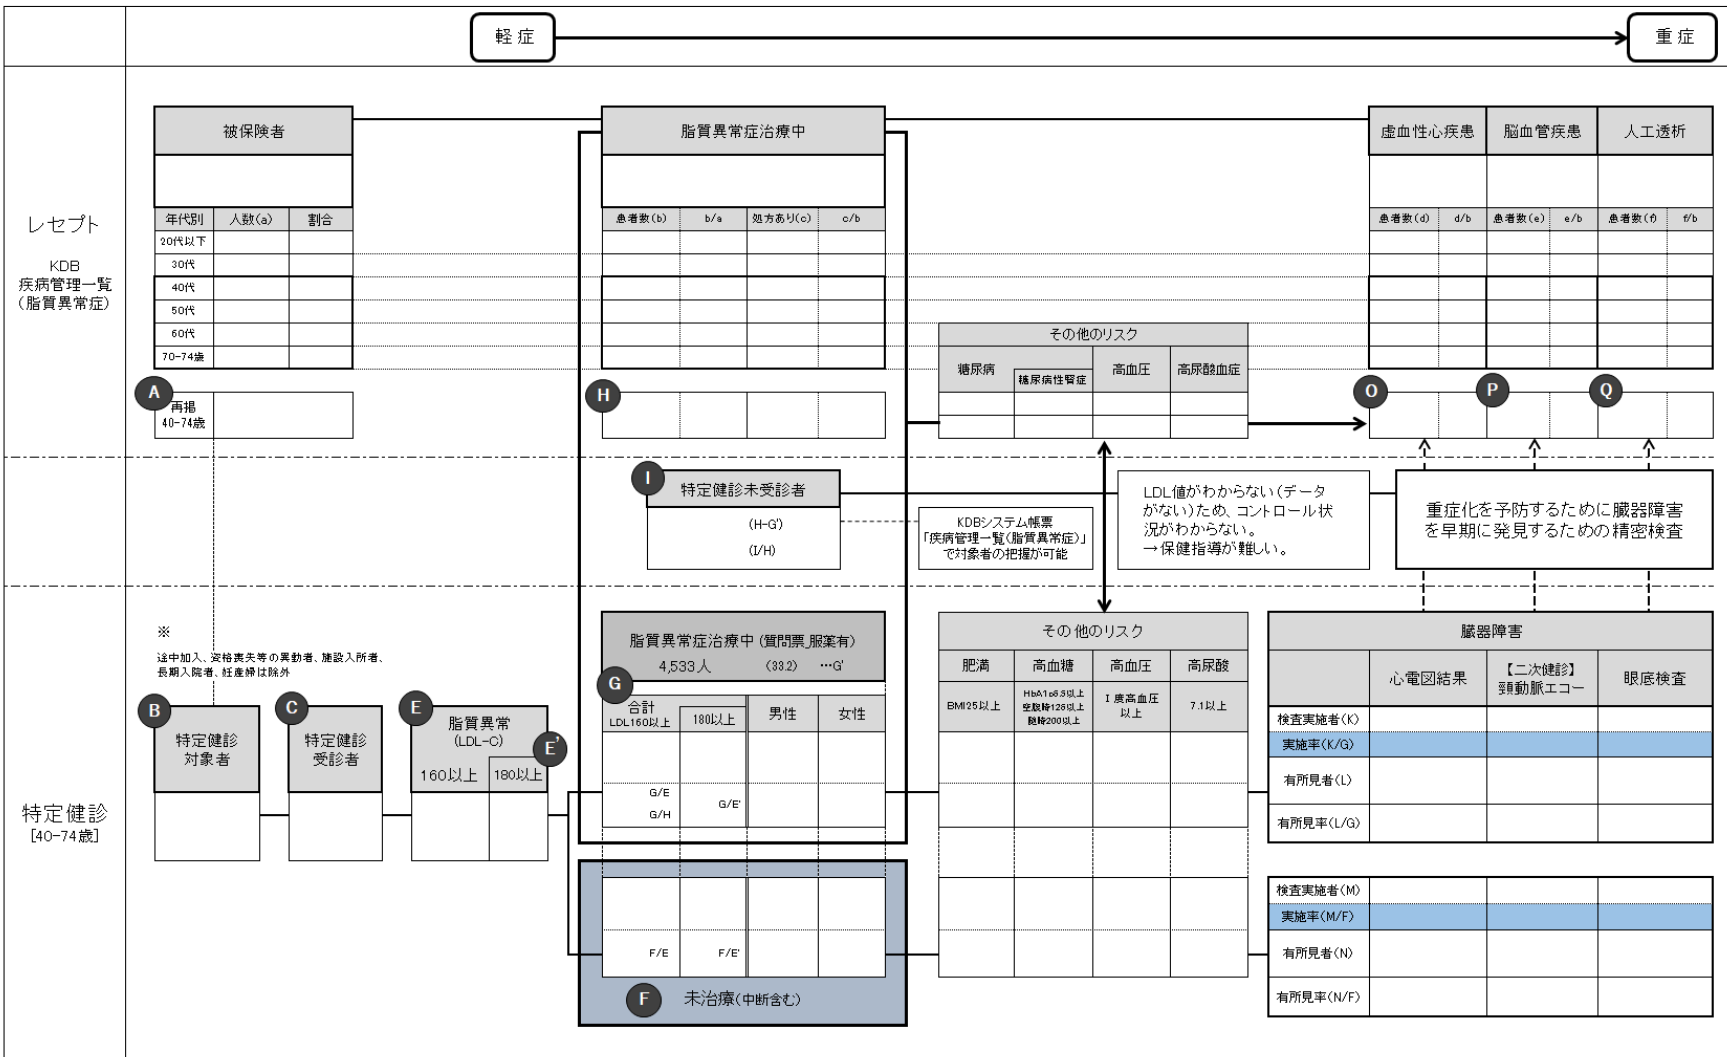 軽症
重症
レセプト
KDB
疾病管理一覧
(脂質異常症)
被保険者
年代別 人数(a) 割合
20代以下
30代
40代
50代
60代
70-74歳
A
再掲
40-74歳
脂質異常症治療中
患者数(b) b/a 処方あり(c) c/b
H
その他のリスク
糖尿病 糖尿病性腎症 高血圧 高尿酸血症
虚血性心疾患 脳血管疾患 人工透析
患者数(d) d/b 患者数(e) e/b 患者数(f) f/b
O
P
Q
I
特定健診未受診者
(H-G')
(I/H)
KDBシステム帳票
「疾病管理一覧(脂質異常症)」
で対象者の把握が可能
LDL値がわからない(データ
がない)ため、コントロール状
況がわからない。
→保健指導が難しい。
重症化を予防するために臓器障害
を早期に発見するための精密検査
特定健診
[40-74歳]
※
途中加入、資格喪失等の異動者、施設入所者、
長期入院者、妊産婦は除外
B
特定健診
対象者
C
特定健診
受診者
E
脂質異常
(LDL-C)
E'
160以上 180以上
脂質異常症治療中(質問票_服薬有)
4,533人 (33.2) …G'
G
合計
LDL160以上
180以上
男性
女性
G/E
G/H
G/E'
F/E F/E'
F
未治療(中断含む)
その他のリスク
肥満 高血糖 高血圧 高尿酸
BMI25以上
HbA1c6.5以上
空腹時126以上
随時200以上
Ⅰ度高血圧
以上
7.1以上
臓器障害
心電図結果
【二次健診】
頸動脈エコー
眼底検査
検査実施者(K)
実施率(K/G)
有所見者(L)
有所見率(L/G)
検査実施者(M)
実施率(M/F)
有所見者(N)
有所見率(N/F)